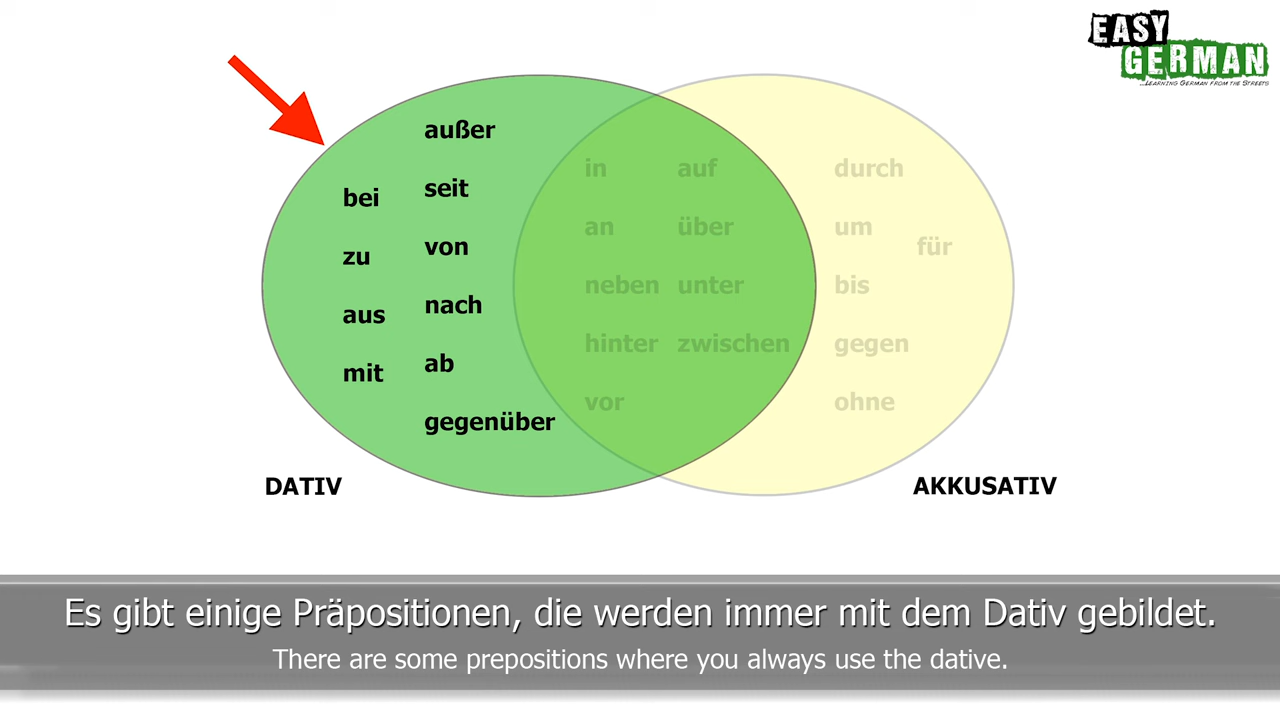 EASY
GERMAN
...LEARNING GERMAN FROM THE STREETS
außer
bei
seit
zu
von
aus
nach
mit
ab
gegenüber
in auf
an über
neben unter
hinter zwischen
vor
durch
um
für
bis
gegen
ohne
DATIV
AKKUSATIV
Es gibt einige Präpositionen, die werden immer mit dem Dativ gebildet.
There are some prepositions where you always use the dative.